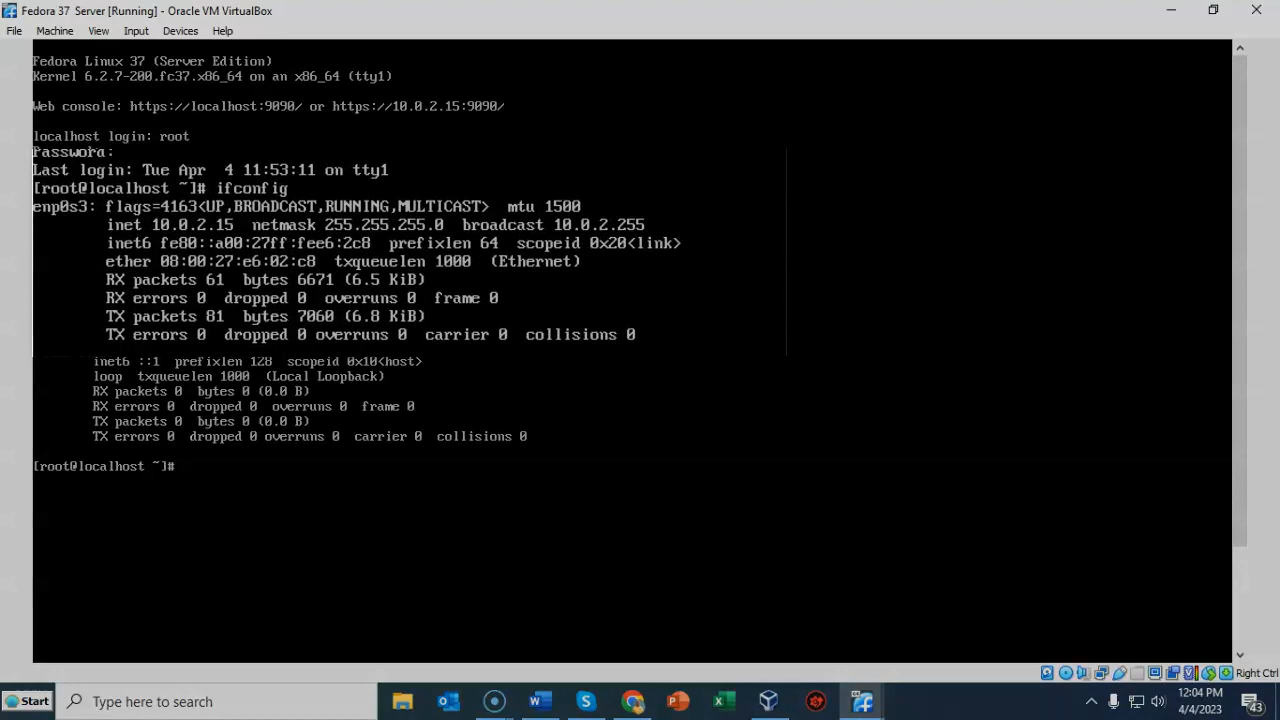 Fedora 37 Server [Running] - Oracle VM VirtualBox
File Machine View Input Devices Help
Fedora Linux 37 (Server Edition)
Kernel 6.2.7-200.fc37.x86_64 on an x86_64 (tty1)
Web console: https://localhost:9090/ or https://10.0.2.15:9090/
localhost login: root
Password:
Last login: Tue Apr  4 11:53:11 on tty1
[root@localhost ~]# ifconfig
enp0s3: flags=4163<UP,BROADCAST,RUNNING,MULTICAST>  mtu 1500
inet 10.0.2.15  netmask 255.255.255.0  broadcast 10.0.2.255
inet6 fe80::a00:27ff:fee6:2c8  prefixlen 64  scopeid 0x20<link>
ether 08:00:27:e6:02:c8  txqueuelen 1000  (Ethernet)
RX packets 61  bytes 6671 (6.5 KiB)
RX errors 0  dropped 0  overruns 0  frame 0
TX packets 81  bytes 7060 (6.8 KiB)
TX errors 0  dropped 0 overruns 0  carrier 0  collisions 0
inet6 ::1  prefixlen 128  scopeid 0x10<host>
loop  txqueuelen 1000  (Local Loopback)
RX packets 0  bytes 0 (0.0 B)
RX errors 0  dropped 0  overruns 0  frame 0
TX packets 0  bytes 0 (0.0 B)
TX errors 0  dropped 0 overruns 0  carrier 0  collisions 0
[root@localhost ~]#
Right Ctrl
Start Type here to search
12:04 PM
4/4/2023
43